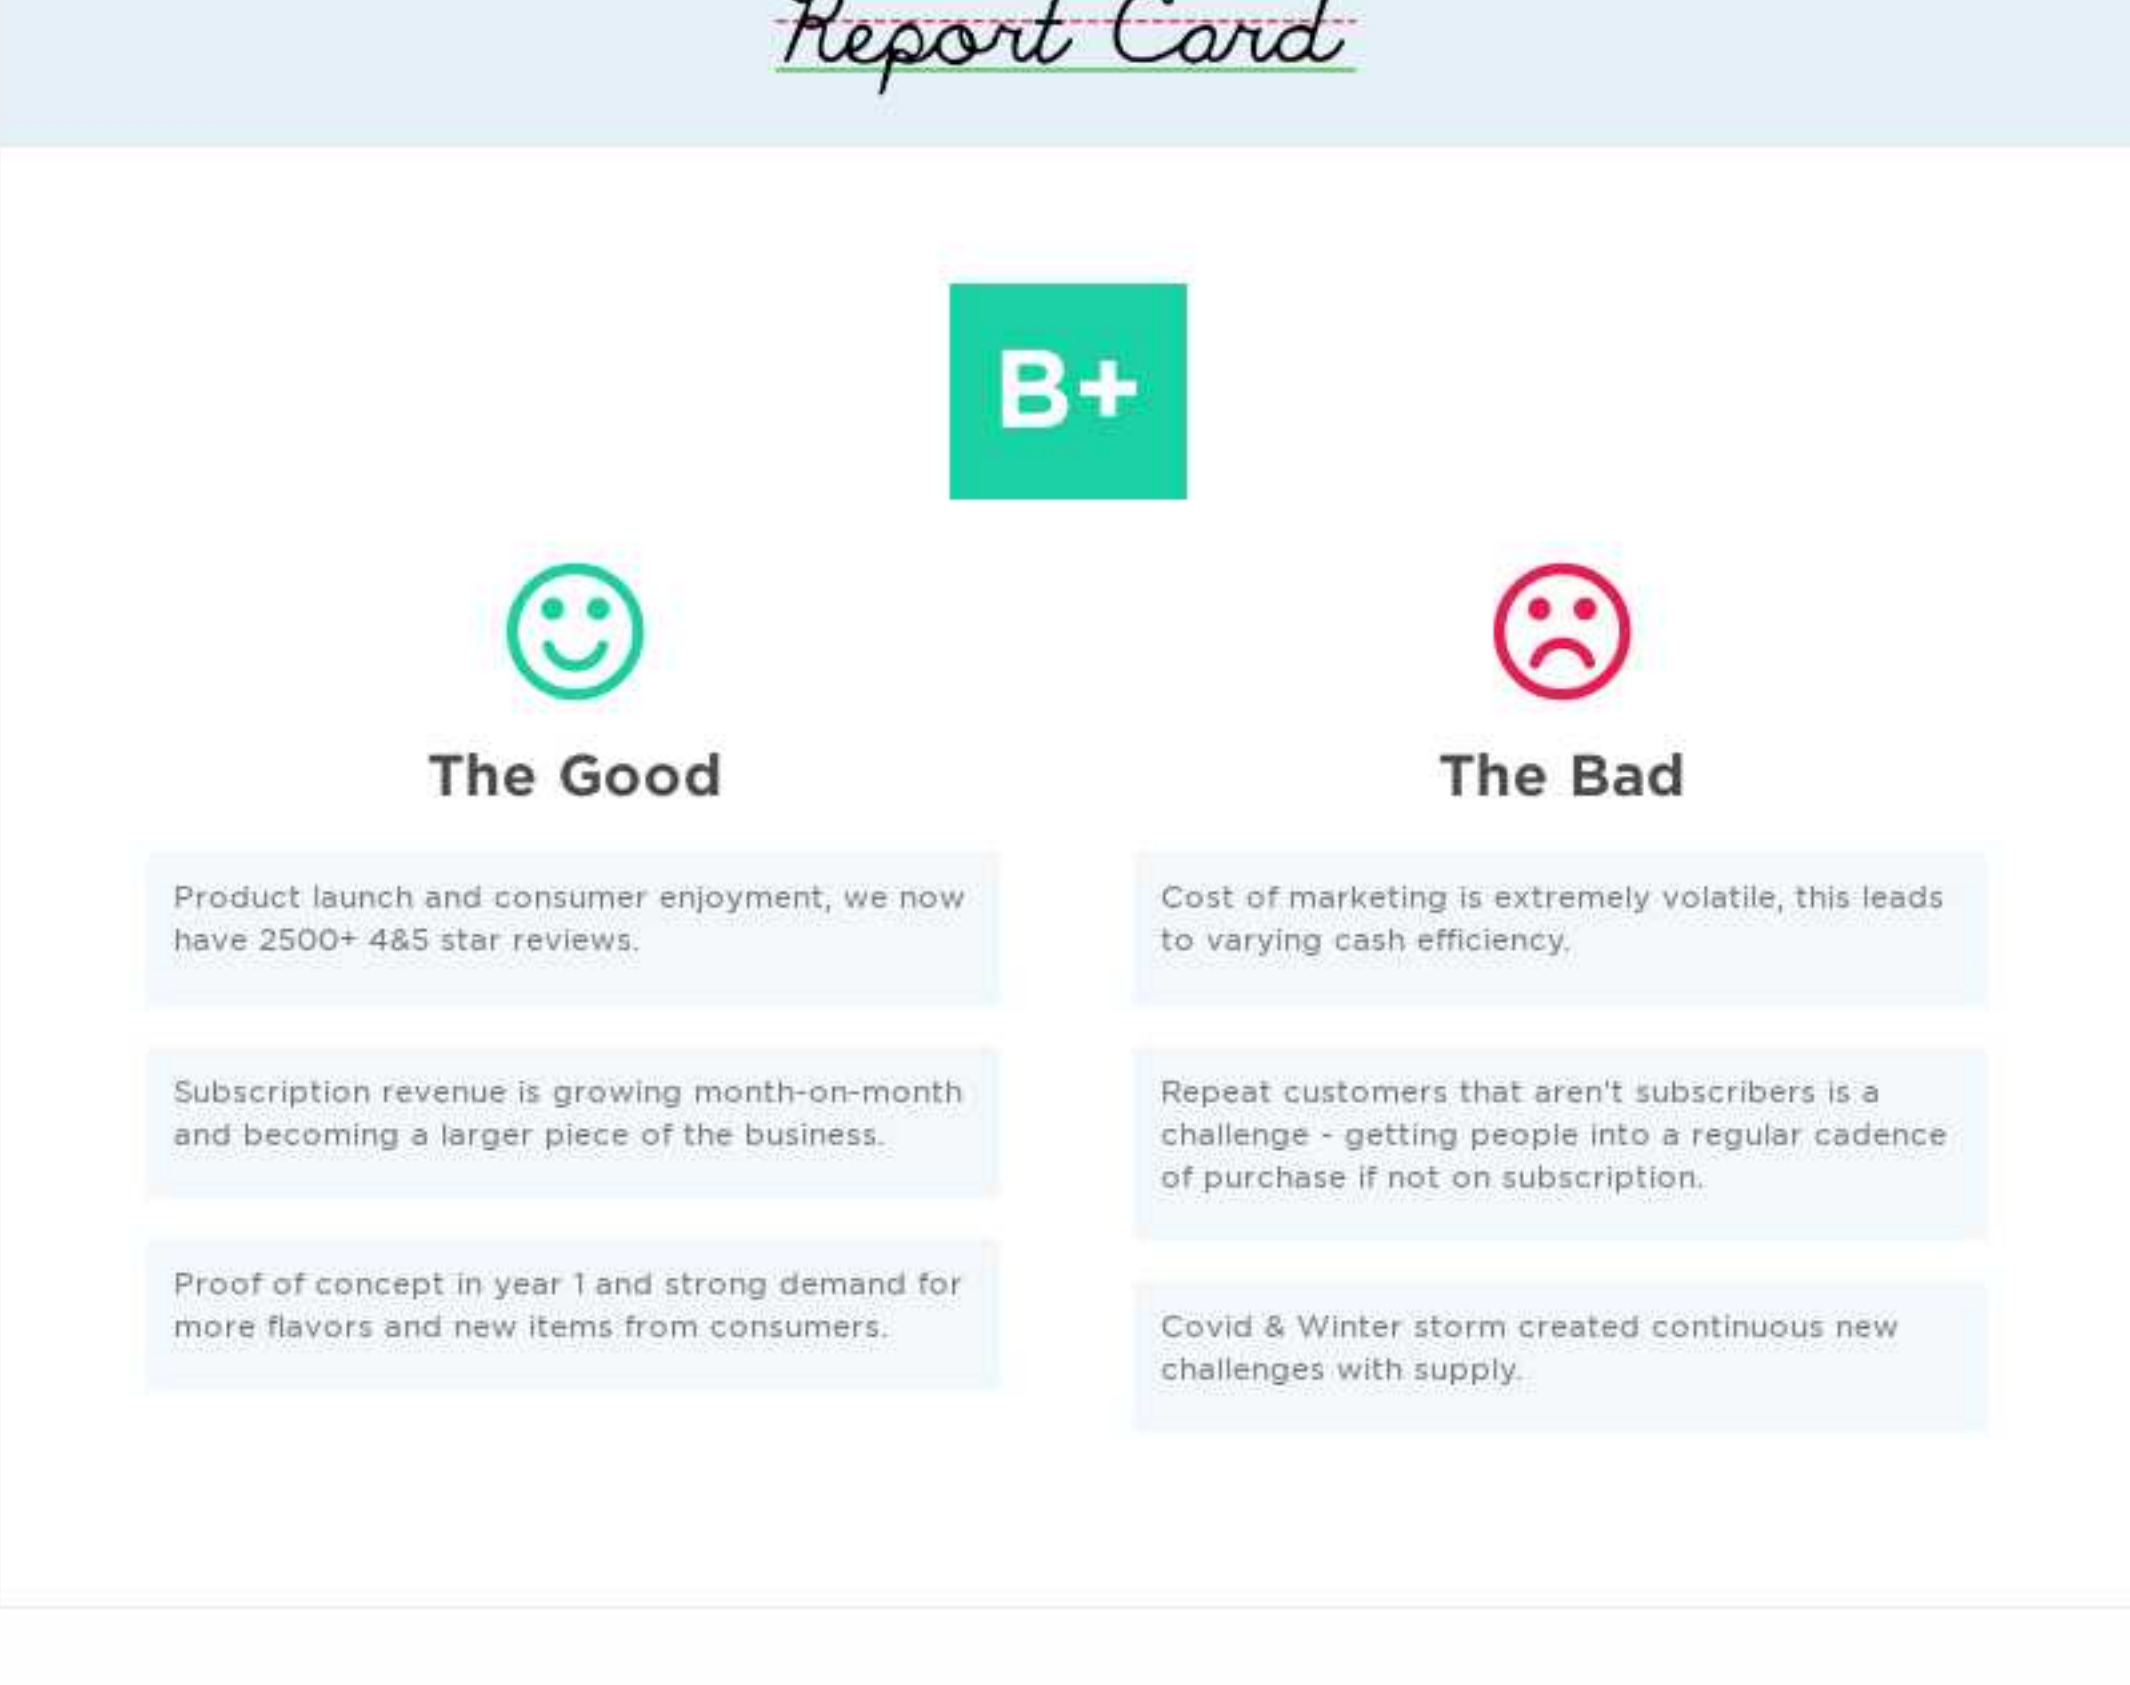 Report Card
B+
The Good
Product launch and consumer enjoyment, we now
have 2500+ 4&5 star reviews.
Subscription revenue is growing month-on-month
and becoming a larger piece of the business.
Proof of concept in year 1 and strong demand for
more flavors and new items from consumers.
The Bad
Cost of marketing is extremely volatile, this leads
to varying cash efficiency.
Repeat customers that aren't subscribers is a
challenge - getting people into a regular cadence
of purchase if not on subscription.
Covid & Winter storm created continuous new
challenges with supply.